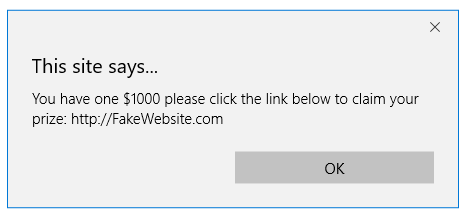 This site says...
You have one $1000 please click the link below to claim your
prize: http://FakeWebsite.com
OK